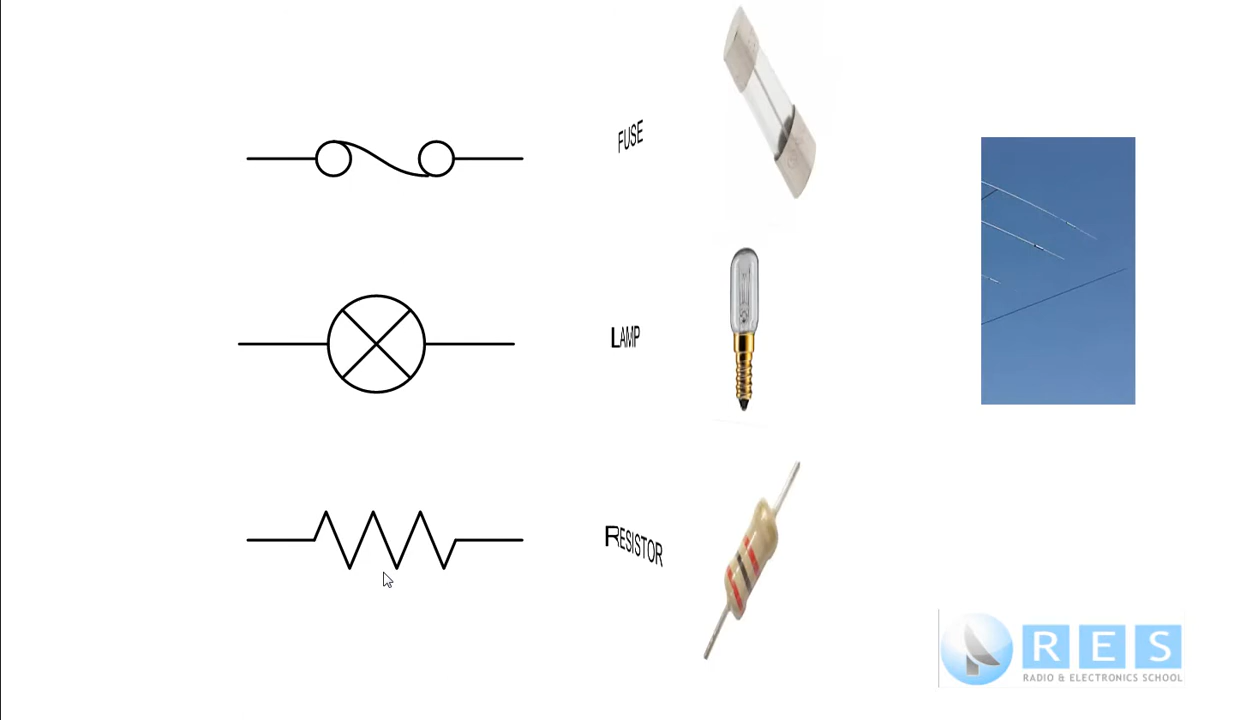 FUSE
LAMP
RESISTOR
RES
RADIO & ELECTRONICS SCHOOL